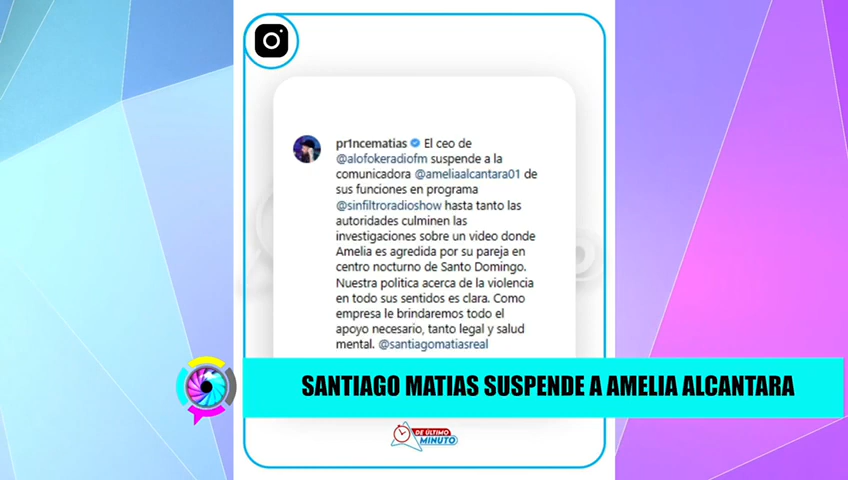 pr1ncematias El ceo de
@alofokeradiofm suspende a la
comunicadora @ameliaalcantara01 de
sus funciones en programa
@sinfiltroradioshow hasta tanto las
autoridades culminen las
investigaciones sobre un video donde
Amelia es agredida por su pareja en
centro nocturno de Santo Domingo.
Nuestra politica acerca de la violencia
en todo sus sentidos es clara. Como
empresa le brindaremos todo el
apoyo necesario, tanto legal y salud
mental. @santiagomatiasreal
SANTIAGO MATIAS SUSPENDE A AMELIA ALCANTARA
DE ÚLTIMO
MINUTO